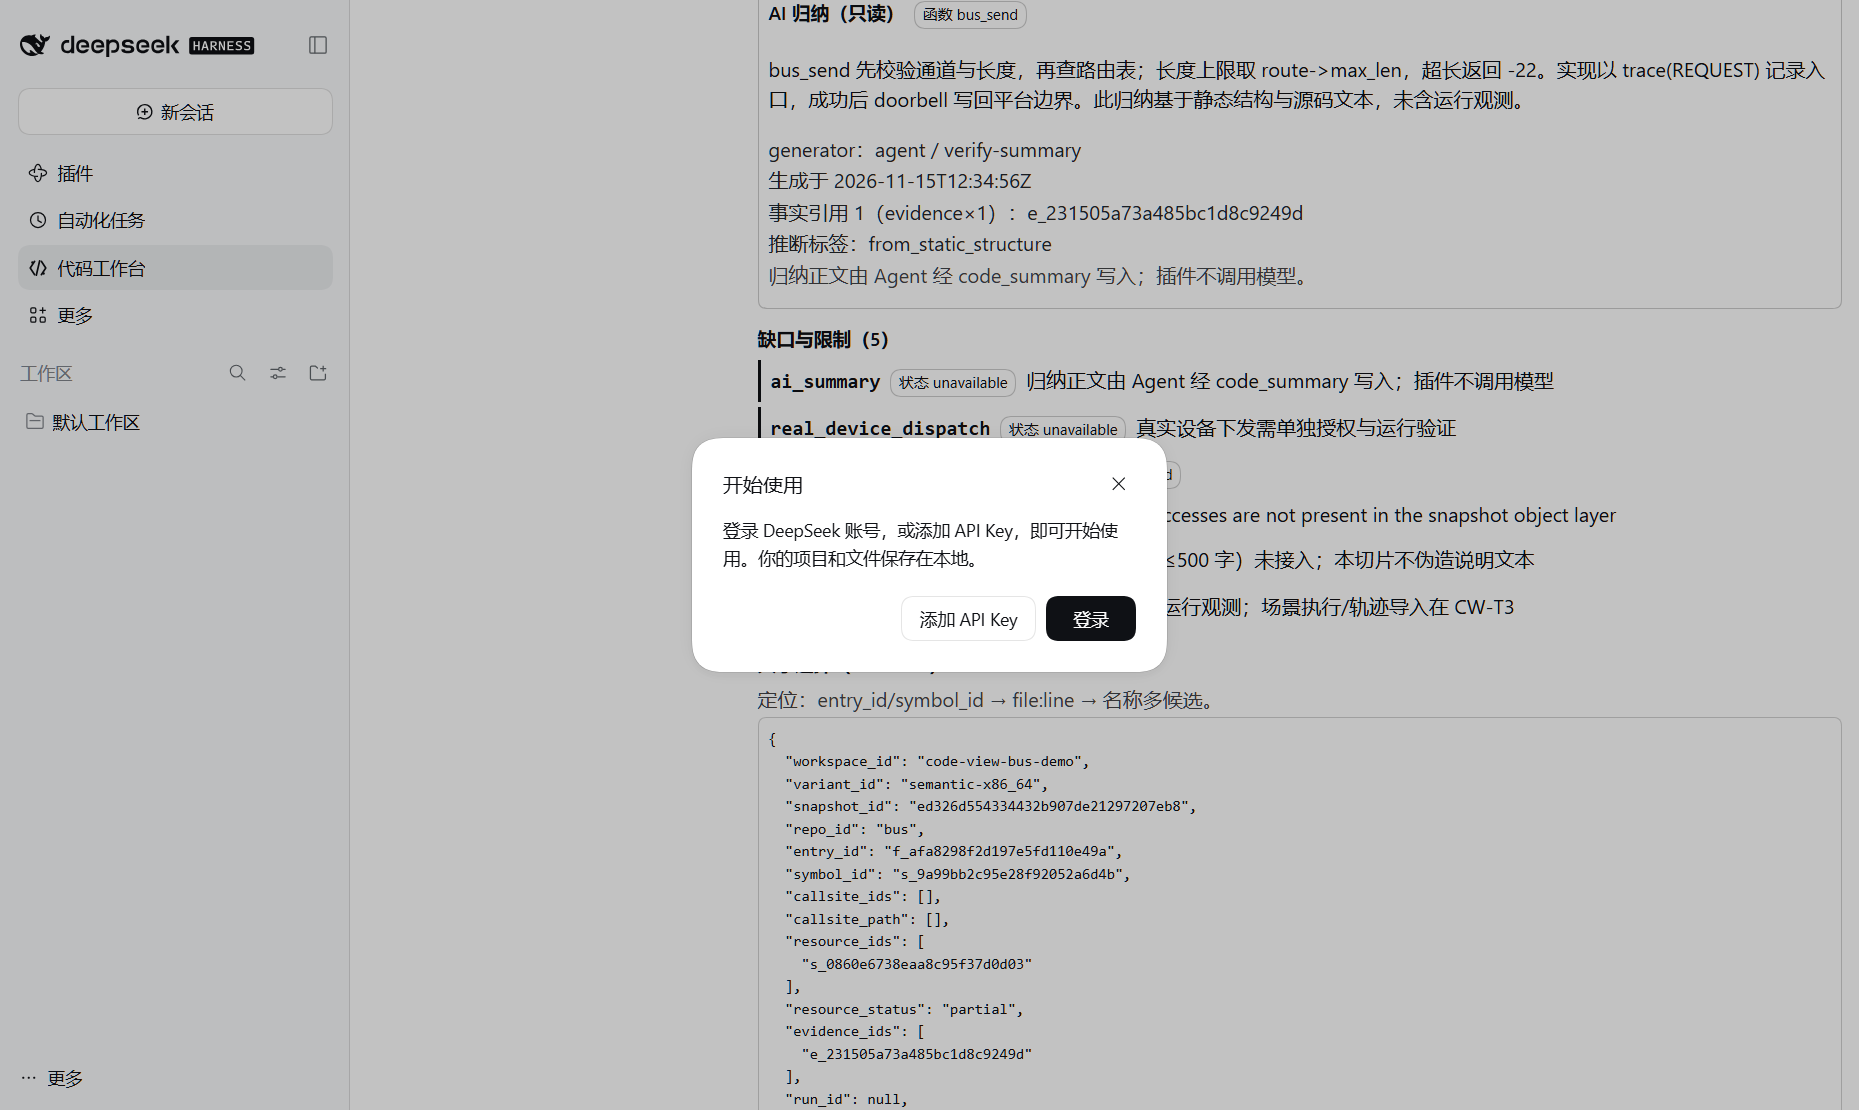 deepseek HARNESS
新会话
插件
自动化任务
代码工作台
更多
工作区
默认工作区
更多
AI 归纳（只读） 函数 bus_send
bus_send 先校验通道与长度，再查路由表；长度上限取 route->max_len，超长返回 -22。实现以 trace(REQUEST) 记录入
口，成功后 doorbell 写回平台边界。此归纳基于静态结构与源码文本，未含运行观测。
generator：agent / verify-summary
生成于 2026-11-15T12:34:56Z
事实引用 1（evidence×1）：e_231505a73a485bc1d8c9249d
推断标签：from_static_structure
归纳正文由 Agent 经 code_summary 写入；插件不调用模型。
缺口与限制（5）
ai_summary 状态 unavailable 归纳正文由 Agent 经 code_summary 写入；插件不调用模型
real_device_dispatch 状态 unavailable 真实设备下发需单独授权与运行验证
ccesses are not present in the snapshot object layer
≤500 字）未接入；本切片不伪造说明文本
运行观测；场景执行/轨迹导入在 CW-T3
开始使用
登录 DeepSeek 账号，或添加 API Key，即可开始使
用。你的项目和文件保存在本地。
添加 API Key
登录
定位：entry_id/symbol_id → file:line → 名称多候选。
{
"workspace_id": "code-view-bus-demo",
"variant_id": "semantic-x86_64",
"snapshot_id": "ed326d554334432b907de21297207eb8",
"repo_id": "bus",
"entry_id": "f_afa8298f2d197e5fd110e49a",
"symbol_id": "s_9a99bb2c95e28f92052a6d4b",
"callsite_ids": [],
"callsite_path": [],
"resource_ids": [
"s_0860e6738eaa8c95f37d0d03"
],
"resource_status": "partial",
"evidence_ids": [
"e_231505a73a485bc1d8c9249d"
],
"run_id": null,